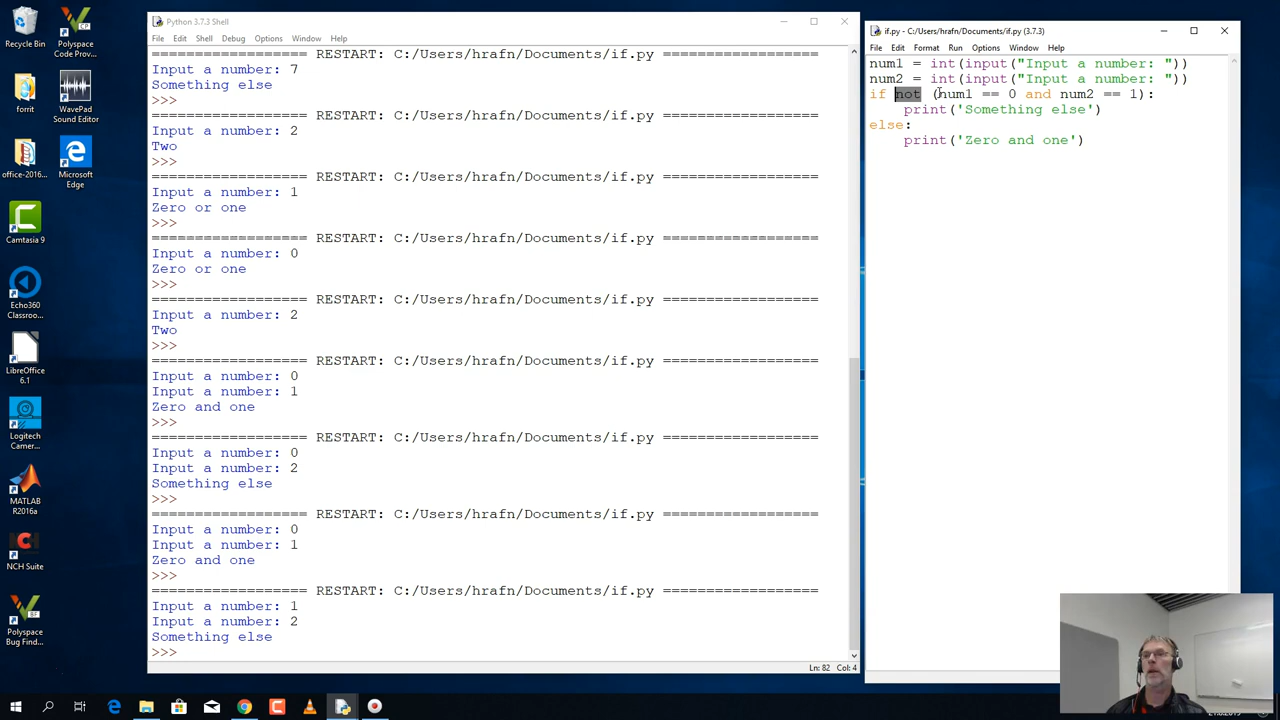 Recycle Bin
Polyspace
Code Prov...
forrit
WavePad
Sound Editor
office-2016...
Microsoft
Edge
Camtasia 9
Echo360
Classroo...
LibreOffice
6.1
Logitech
Camer...
MATLAB
R2016a
NCH Suite
Polyspace
Bug Find...
Python 3.7.3 Shell
File Edit Shell Debug Options Window Help
================= RESTART: C:/Users/hrafn/Documents/if.py ==================
Input a number: 7
Something else
>>>
================= RESTART: C:/Users/hrafn/Documents/if.py ==================
Input a number: 2
Two
>>>
================= RESTART: C:/Users/hrafn/Documents/if.py ==================
Input a number: 1
Zero or one
>>>
================= RESTART: C:/Users/hrafn/Documents/if.py ==================
Input a number: 0
Zero or one
>>>
================= RESTART: C:/Users/hrafn/Documents/if.py ==================
Input a number: 2
Two
>>>
================= RESTART: C:/Users/hrafn/Documents/if.py ==================
Input a number: 0
Input a number: 1
Zero and one
>>>
================= RESTART: C:/Users/hrafn/Documents/if.py ==================
Input a number: 0
Input a number: 2
Something else
>>>
================= RESTART: C:/Users/hrafn/Documents/if.py ==================
Input a number: 0
Input a number: 1
Zero and one
>>>
================= RESTART: C:/Users/hrafn/Documents/if.py ==================
Input a number: 1
Input a number: 2
Something else
>>>
Ln: 82 Col: 4
if.py - C:/Users/hrafn/Documents/if.py (3.7.3)
File Edit Format Run Options Window Help
num1 = int(input("Input a number: "))
num2 = int(input("Input a number: "))
if not (num1 == 0 and num2 == 1):
    print('Something else')
else:
    print('Zero and one')